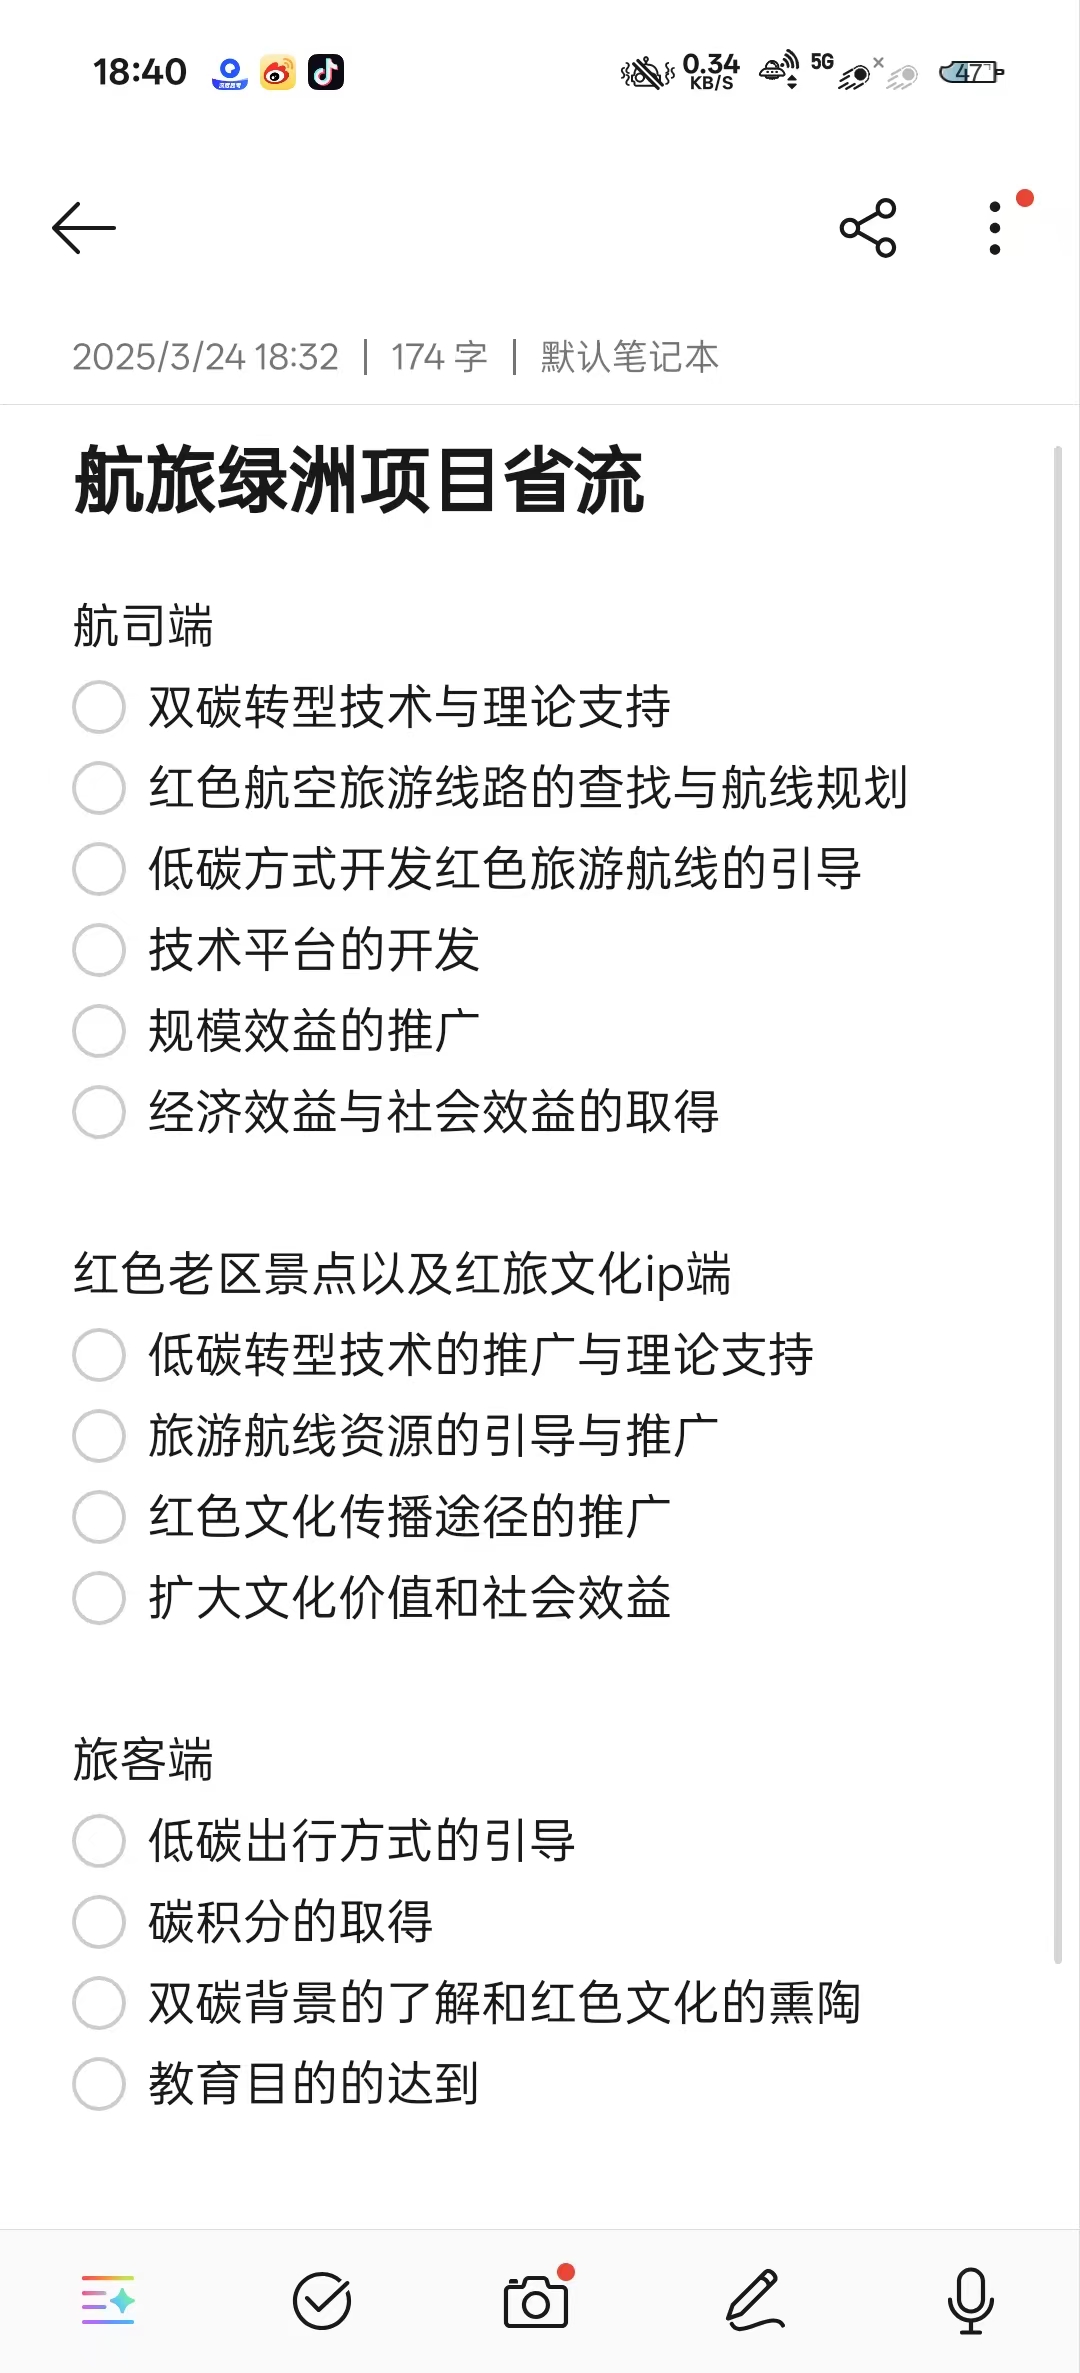 18:40
0.34
KB/S
5G
47
2025/3/24 18:32 | 174 字 | 默认笔记本
航旅绿洲项目省流
航司端
双碳转型技术与理论支持
红色航空旅游线路的查找与航线规划
低碳方式开发红色旅游航线的引导
技术平台的开发
规模效益的推广
经济效益与社会效益的取得
红色老区景点以及红旅文化ip端
低碳转型技术的推广与理论支持
旅游航线资源的引导与推广
红色文化传播途径的推广
扩大文化价值和社会效益
旅客端
低碳出行方式的引导
碳积分的取得
双碳背景的了解和红色文化的熏陶
教育目的的达到